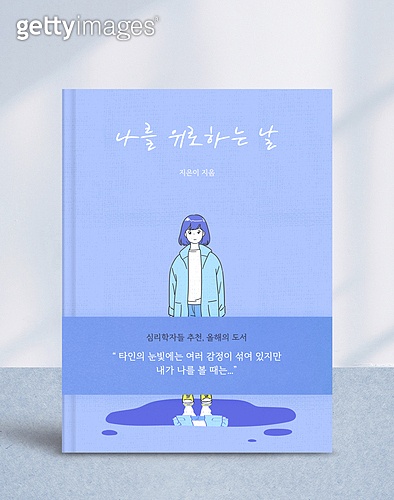 gettyimages
나를 위로하는 날
지은이 지음
심리학자들 추천, 올해의 도서
“ 타인의 눈빛에는 여러 감정이 섞여 있지만
내가 나를 볼 때는...”